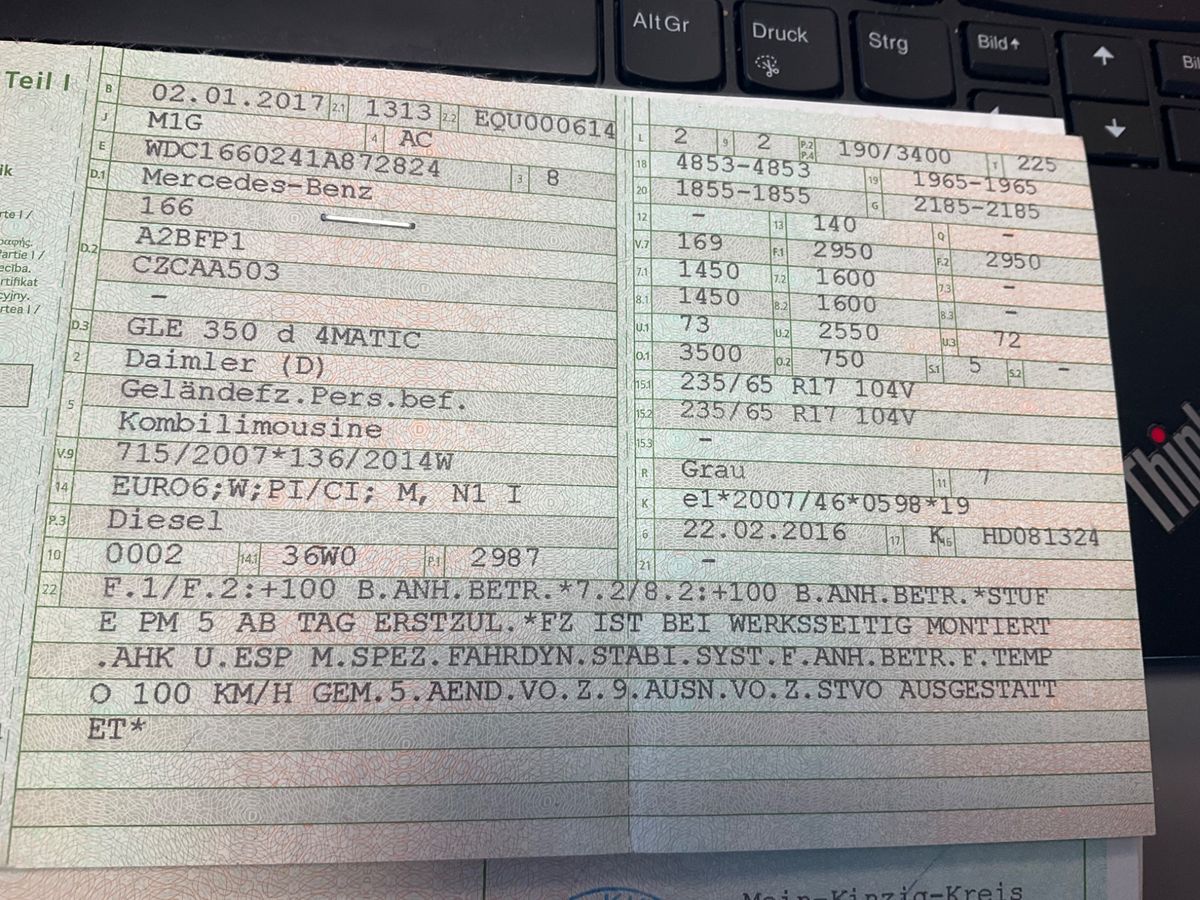 Alt Gr
Druck
Strg
Bild↑
Teil I
B 02.01.2017 2.1 1313 2.2 EQU000614
J M1G 4 AC
E WDC1660241A872824 3 8
D.1 Mercedes-Benz
166
D.2 A2BFP1
CZCAA503
–
D.3 GLE 350 d 4MATIC
2 Daimler (D)
5 Geländefz.Pers.bef.
Kombilimousine
V.9 715/2007*136/2014W
14 EURO6;W;PI/CI; M, N1 I
P.3 Diesel
10 0002 14.1 36W0 P.1 2987
L 2 9 2 P.2 P.4 190/3400 T 225
18 4853-4853 19 1965-1965
20 1855-1855 G 2185-2185
12 – 13 140 Q –
V.7 169 F.1 2950 F.2 2950
7.1 1450 7.2 1600 7.3 –
8.1 1450 8.2 1600 8.3 –
U.1 73 U.2 2550 U.3 72
O.1 3500 O.2 750 S.1 5 S.2 –
15.1 235/65 R17 104V
15.2 235/65 R17 104V
15.3 –
R Grau 11 7
K e1*2007/46*0598*19
6 22.02.2016 17 K 16 HD081324
21 –
22 F.1/F.2:+100 B.ANH.BETR.*7.2/8.2:+100 B.ANH.BETR.*STUF
E PM 5 AB TAG ERSTZUL.*FZ IST BEI WERKSSEITIG MONTIERT
.AHK U.ESP M.SPEZ.FAHRDYN.STABI.SYST.F.ANH.BETR.F.TEMP
O 100 KM/H GEM.5.AEND.VO.Z.9.AUSN.VO.Z.STVO AUSGESTATT
ET*
Main-Kinzig-Kreis